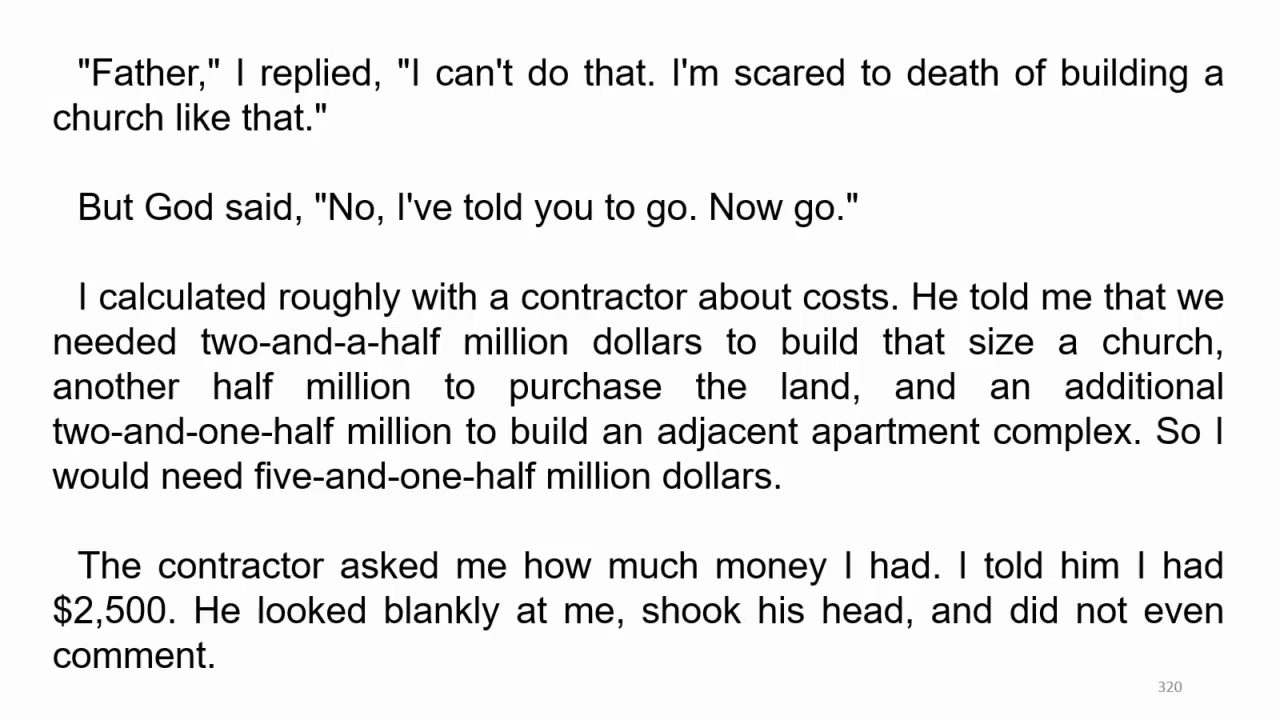 "Father," I replied, "I can't do that. I'm scared to death of building a
church like that."
But God said, "No, I've told you to go. Now go."
I calculated roughly with a contractor about costs. He told me that we
needed two-and-a-half million dollars to build that size a church,
another half million to purchase the land, and an additional
two-and-one-half million to build an adjacent apartment complex. So I
would need five-and-one-half million dollars.
The contractor asked me how much money I had. I told him I had
$2,500. He looked blankly at me, shook his head, and did not even
comment.
320